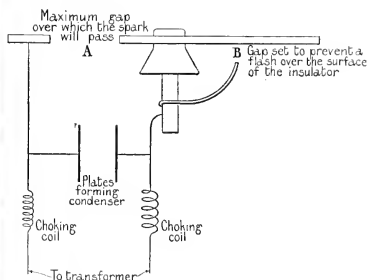 Maximum gap
over which the spark
will pass
A
B Gap set to prevent a
flash over the surface
of the insulator
Plates
forming
condenser
Choking
coil
Choking
coil
To transformer